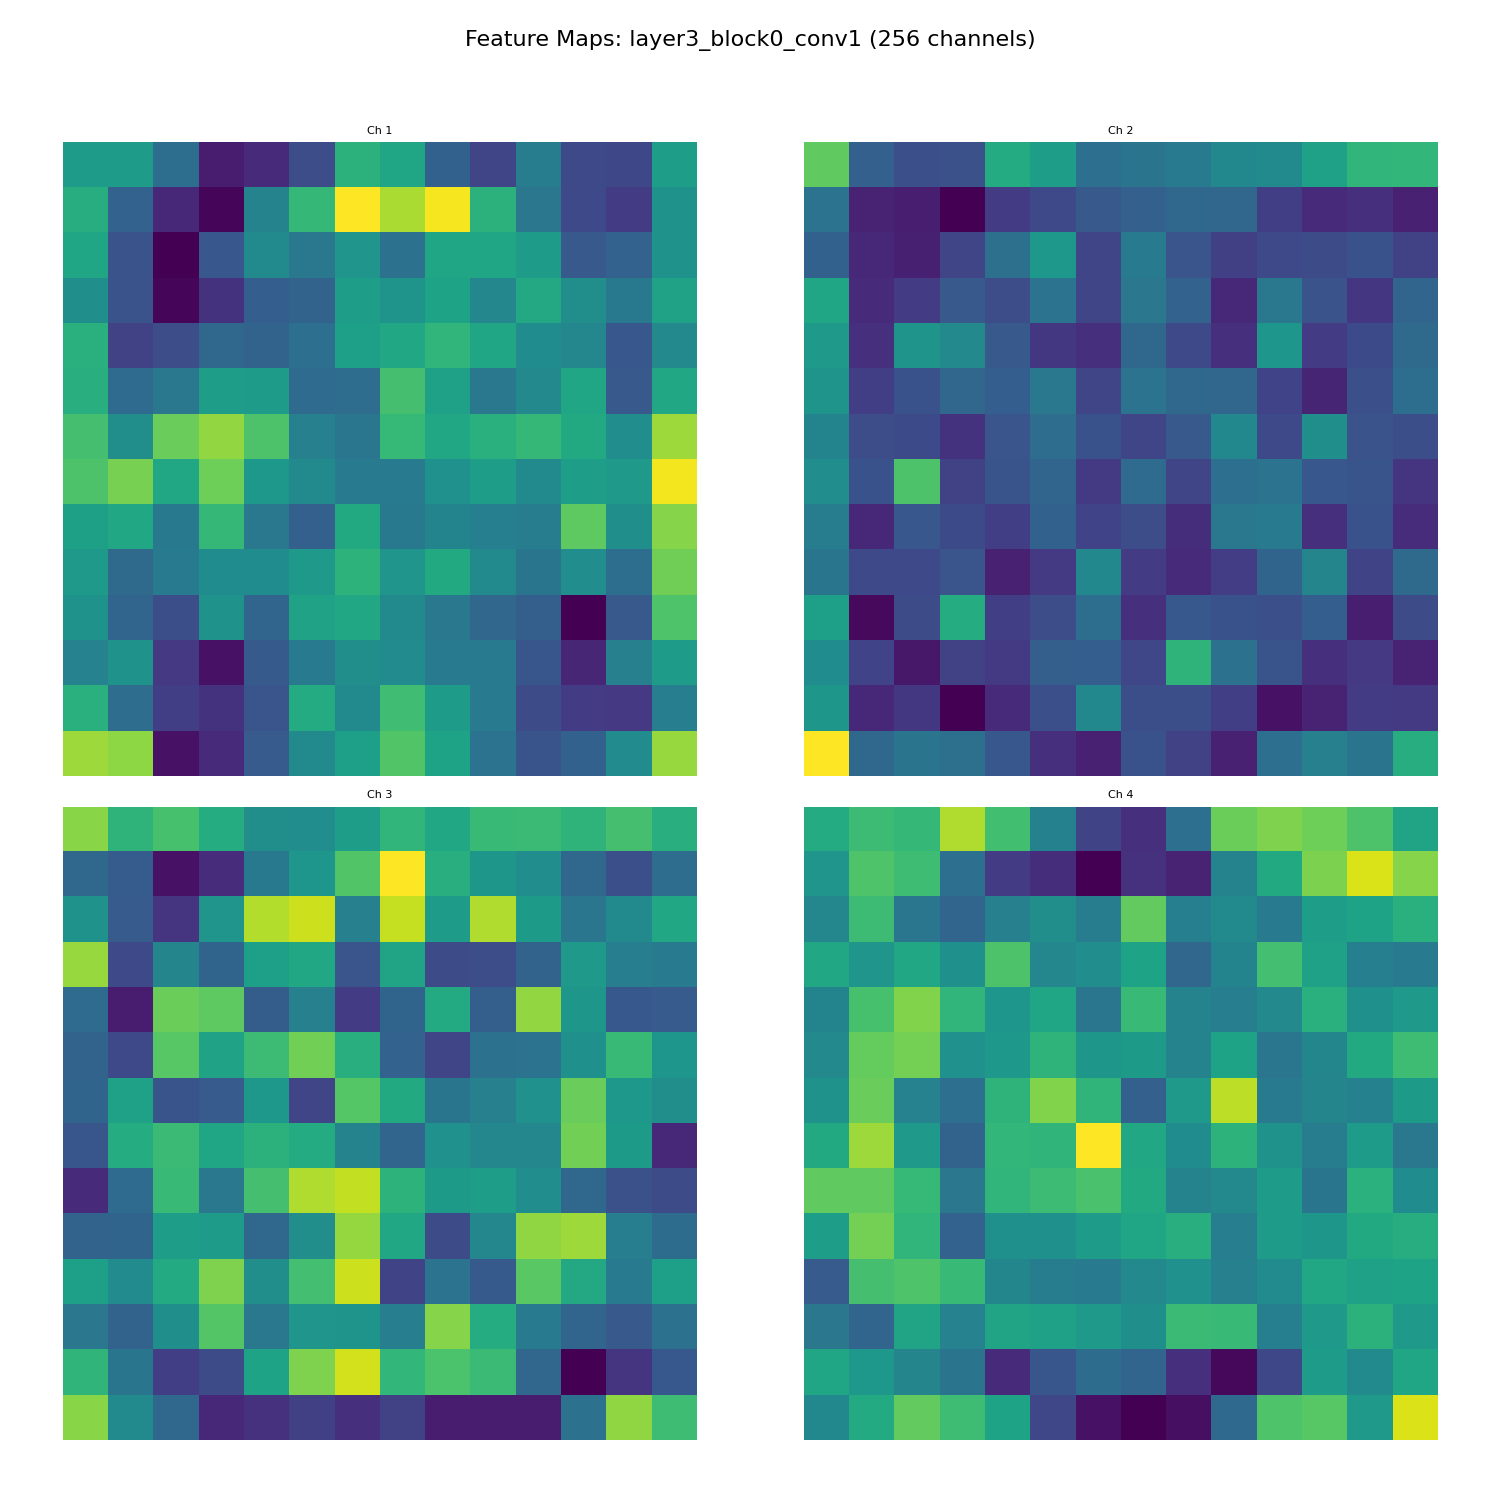 Feature Maps: layer3_block0_conv1 (256 channels)
Ch 1
Ch 2
Ch 3
Ch 4